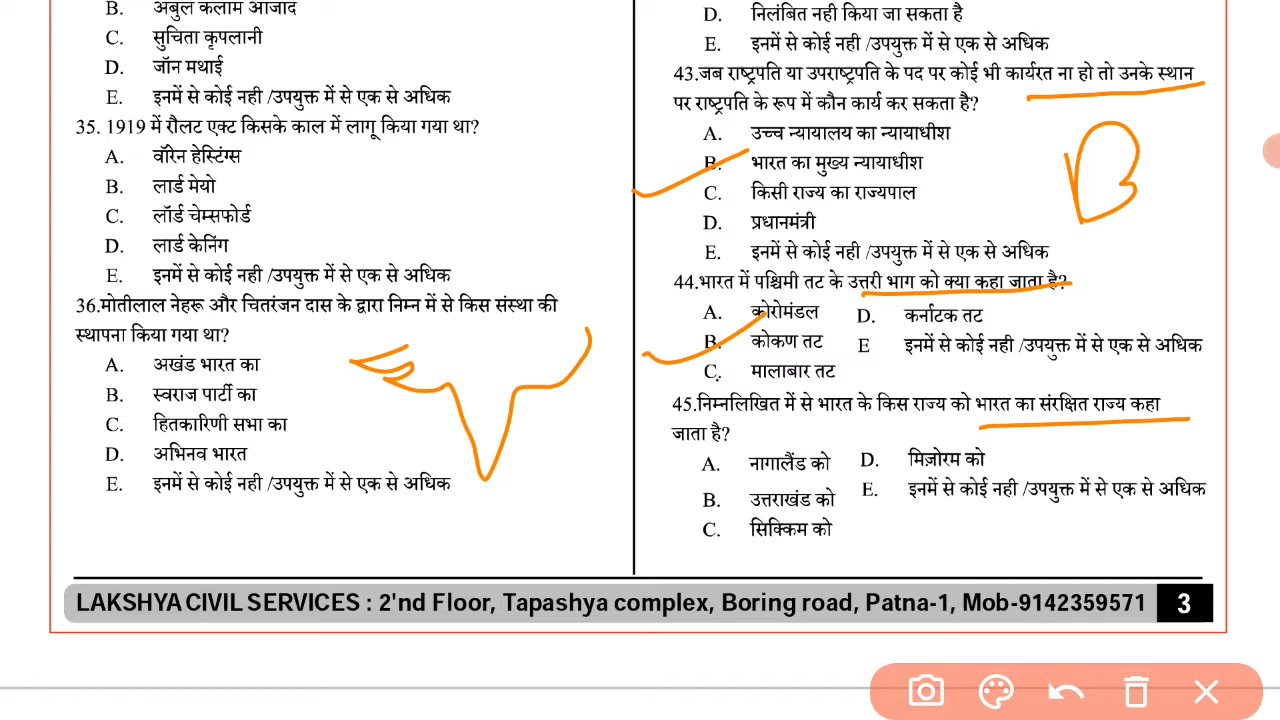 B. अबुल कलाम आजाद
C. सुचिता कृपलानी
D. जॉन मथाई
E. इनमें से कोई नही /उपयुक्त में से एक से अधिक
35. 1919 में रौलट एक्ट किसके काल में लागू किया गया था?
A. वॉरेन हेस्टिंग्स
B. लार्ड मेयो
C. लॉर्ड चेम्सफोर्ड
D. लार्ड केनिंग
E. इनमें से कोई नही /उपयुक्त में से एक से अधिक
36.मोतीलाल नेहरू और चितरंजन दास के द्वारा निम्न में से किस संस्था की
स्थापना किया गया था?
A. अखंड भारत का
B. स्वराज पार्टी का
C. हितकारिणी सभा का
D. अभिनव भारत
E. इनमें से कोई नही /उपयुक्त में से एक से अधिक
D. निलंबित नही किया जा सकता है
E. इनमें से कोई नही /उपयुक्त में से एक से अधिक
43.जब राष्ट्रपति या उपराष्ट्रपति के पद पर कोई भी कार्यरत ना हो तो उनके स्थान
पर राष्ट्रपति के रूप में कौन कार्य कर सकता है?
A. उच्च न्यायालय का न्यायाधीश
B. भारत का मुख्य न्यायाधीश
C. किसी राज्य का राज्यपाल
D. प्रधानमंत्री
E. इनमें से कोई नही /उपयुक्त में से एक से अधिक
B
44.भारत में पश्चिमी तट के उत्तरी भाग को क्या कहा जाता है?
A. कोरोमंडल D. कर्नाटक तट
B. कोकण तट E इनमें से कोई नही /उपयुक्त में से एक से अधिक
C. मालाबार तट
45.निम्नलिखित में से भारत के किस राज्य को भारत का संरक्षित राज्य कहा
जाता है?
A. नागालैंड को D. मिज़ोरम को
B. उत्तराखंड को E. इनमें से कोई नही /उपयुक्त में से एक से अधिक
C. सिक्किम को
LAKSHYA CIVIL SERVICES : 2'nd Floor, Tapashya complex, Boring road, Patna-1, Mob-9142359571 3